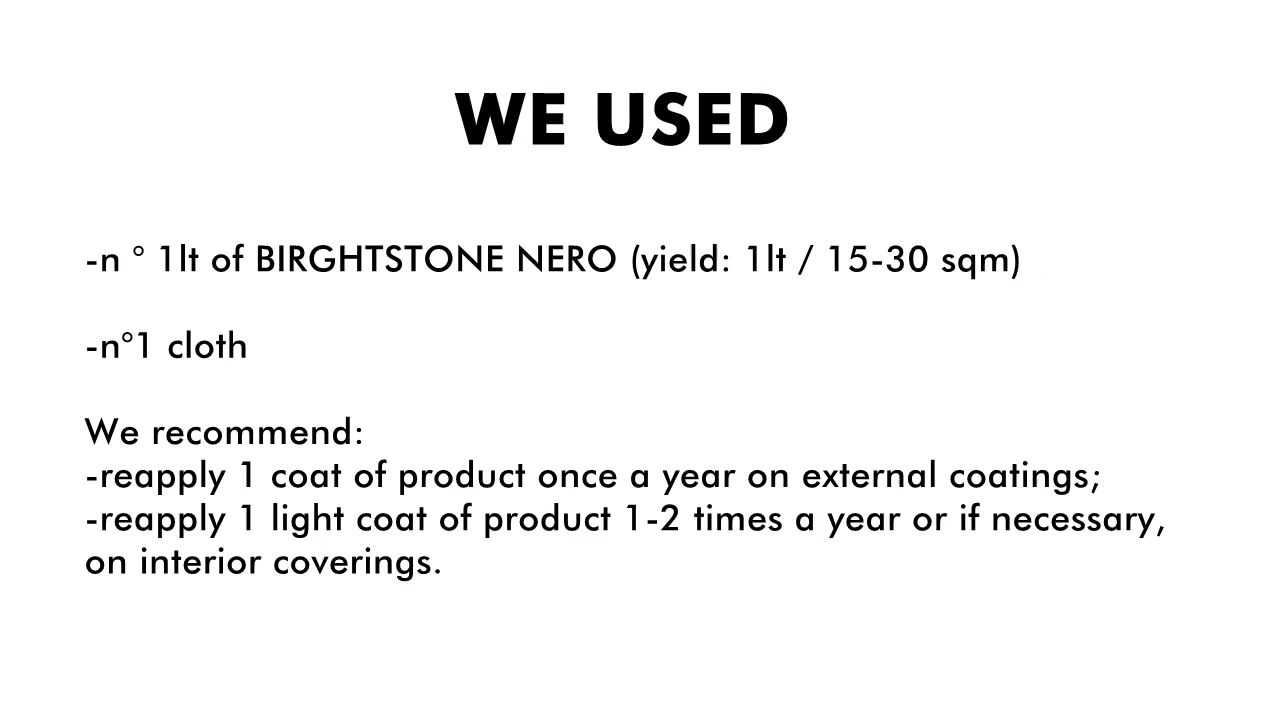 WE USED
-n ° 1lt of BIRGHTSTONE NERO (yield: 1lt / 15-30 sqm)
-n°1 cloth
We recommend:
-reapply 1 coat of product once a year on external coatings;
-reapply 1 light coat of product 1-2 times a year or if necessary,
on interior coverings.